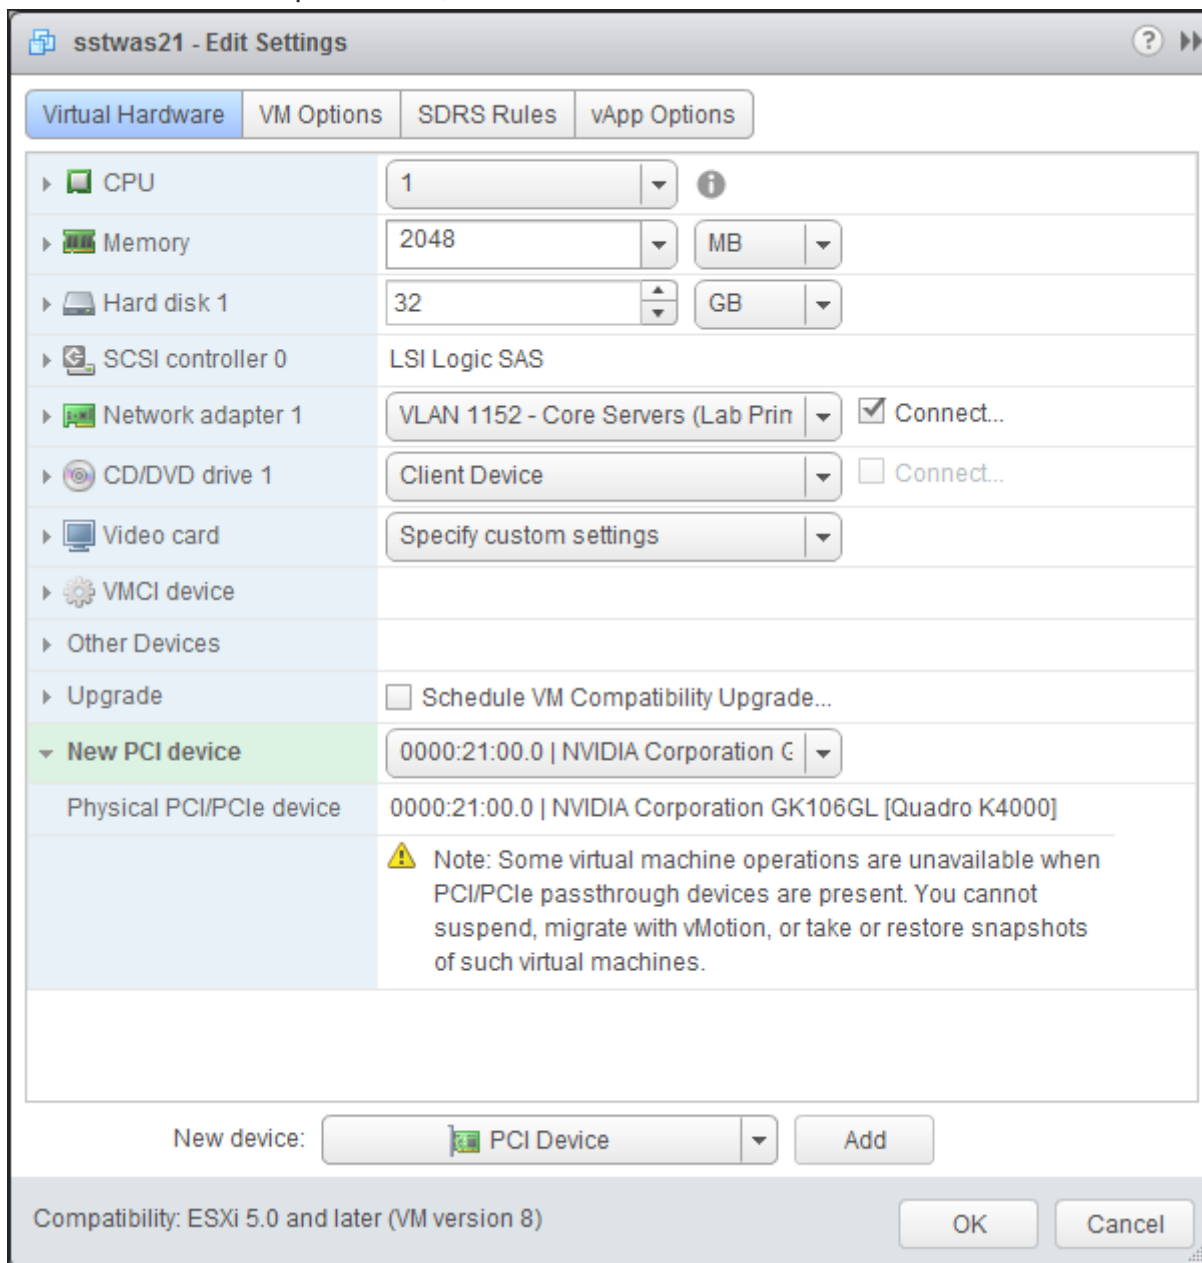 sstwas21 - Edit Settings
?
Virtual Hardware VM Options SDRS Rules vApp Options
CPU 1
Memory 2048 MB
Hard disk 1 32 GB
SCSI controller 0 LSI Logic SAS
Network adapter 1 VLAN 1152 - Core Servers (Lab Prim Connect...
CD/DVD drive 1 Client Device Connect...
Video card Specify custom settings
VMCI device
Other Devices
Upgrade Schedule VM Compatibility Upgrade...
New PCI device 0000:21:00.0 | NVIDIA Corporation G
Physical PCI/PCIe device 0000:21:00.0 | NVIDIA Corporation GK106GL [Quadro K4000]
Note: Some virtual machine operations are unavailable when
PCI/PCIe passthrough devices are present. You cannot
suspend, migrate with vMotion, or take or restore snapshots
of such virtual machines.
New device: PCI Device Add
Compatibility: ESXi 5.0 and later (VM version 8) OK Cancel